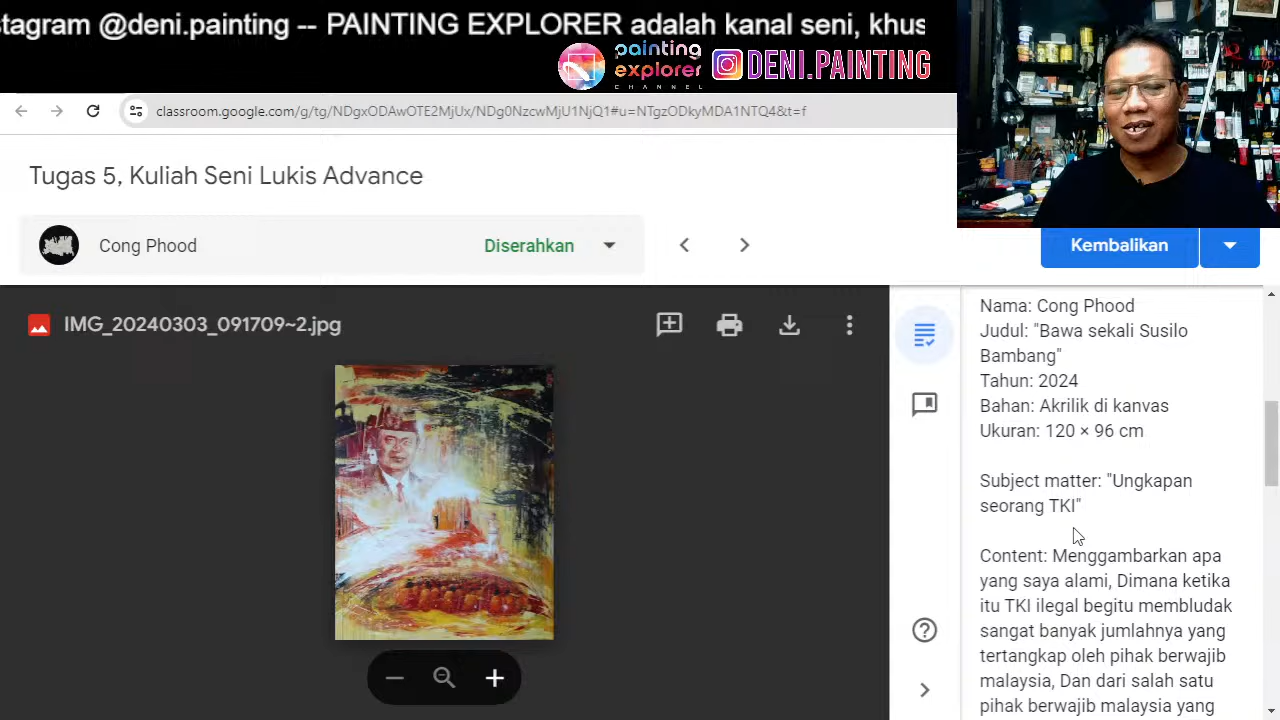 stagram @deni.painting -- PAINTING EXPLORER adalah kanal seni, khus
painting
explorer
CHANNEL
DENI.PAINTING
classroom.google.com/g/tg/NDgxODAwOTE2MjUx/NDg0NzcwMjU1NjQ1#u=NTgzODkyMDA1NTQ4&t=f
Tugas 5, Kuliah Seni Lukis Advance
Cong Phood
Diserahkan
Kembalikan
IMG_20240303_091709~2.jpg
Nama: Cong Phood
Judul: "Bawa sekali Susilo
Bambang"
Tahun: 2024
Bahan: Akrilik di kanvas
Ukuran: 120 × 96 cm
Subject matter: "Ungkapan
seorang TKI"
Content: Menggambarkan apa
yang saya alami, Dimana ketika
itu TKI ilegal begitu membludak
sangat banyak jumlahnya yang
tertangkap oleh pihak berwajib
malaysia, Dan dari salah satu
pihak berwajib malaysia yang